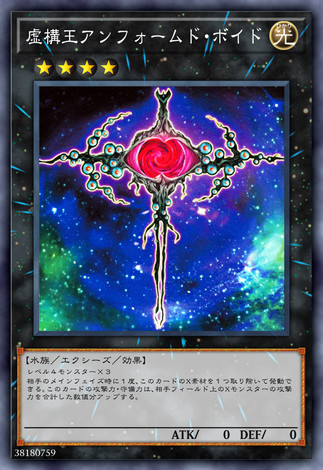 虚構王アンフォームド・ボイド
光
【水族／エクシーズ／効果】
レベル４モンスター×３
相手のメインフェイズ時に１度、このカードのX素材を１つ取り除いて発動で
きる。このカードの攻撃力・守備力は、相手フィールド上のXモンスターの攻撃
力を合計した数値分アップする。
ATK/ 0 DEF/ 0
38180759